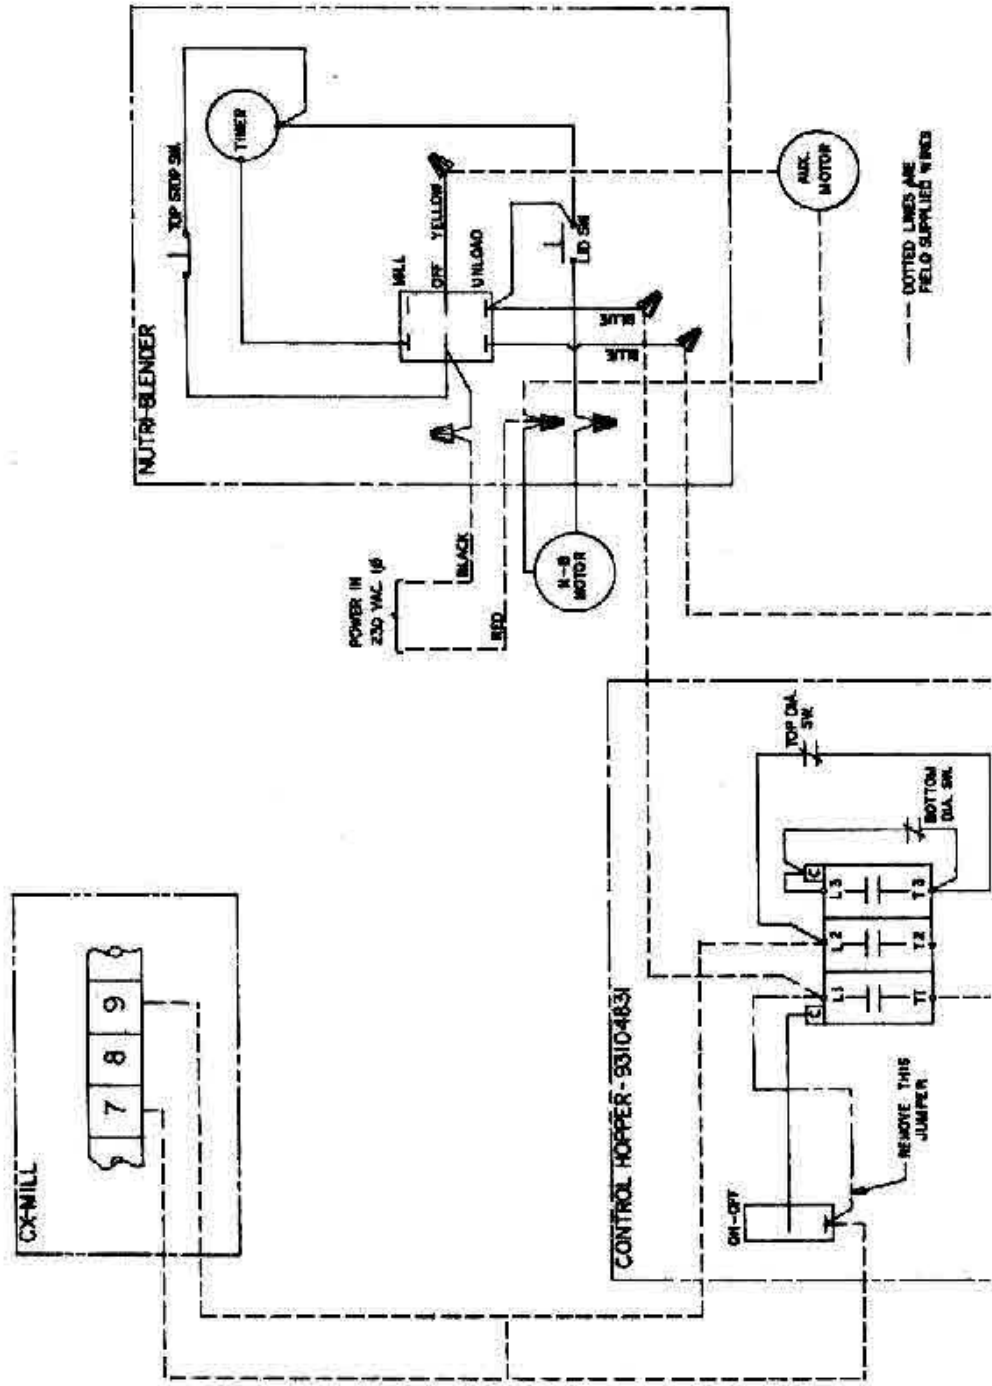 NUTRI-BLENDER
TOP STOP SW.
TIMER
MILL
OFF
UNLOAD
YELLOW
LID SW
BLUE
BLUE
AUX.
MOTOR
--- DOTTED LINES ARE
FIELD SUPPLIED WIRES
POWER IN
230 VAC. 1Ø
BLACK
RED
N-B
MOTOR
CX-MILL
7 8 9
CONTROL HOPPER-93104831
TOP DIA.
SW.
BOTTOM
DIA. SW.
C
C
L1 L2 L3
T1 T2 T3
ON-OFF
REMOVE THIS
JUMPER